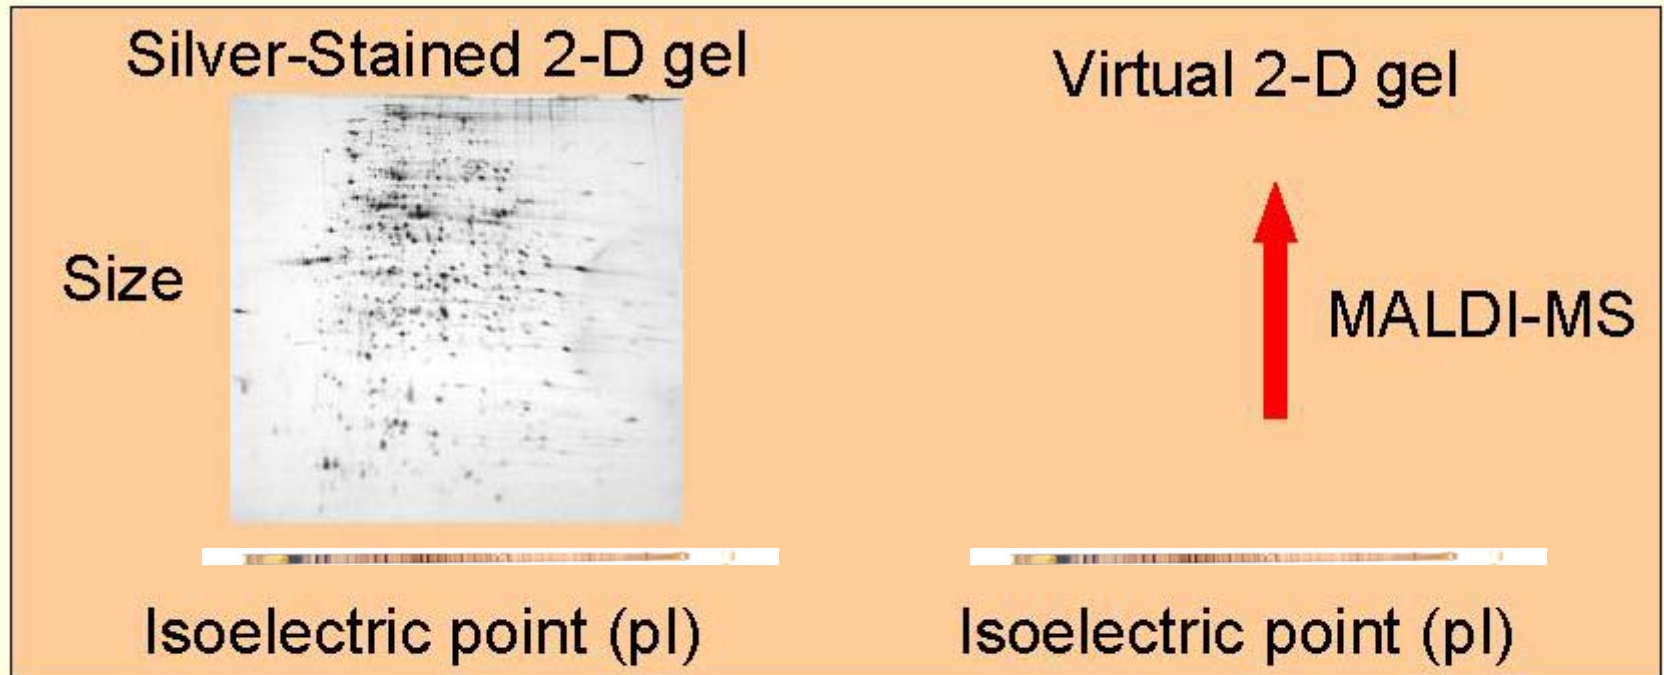 Silver-Stained 2-D gel
Virtual 2-D gel
Size
MALDI-MS
Isoelectric point (pI)
Isoelectric point (pI)